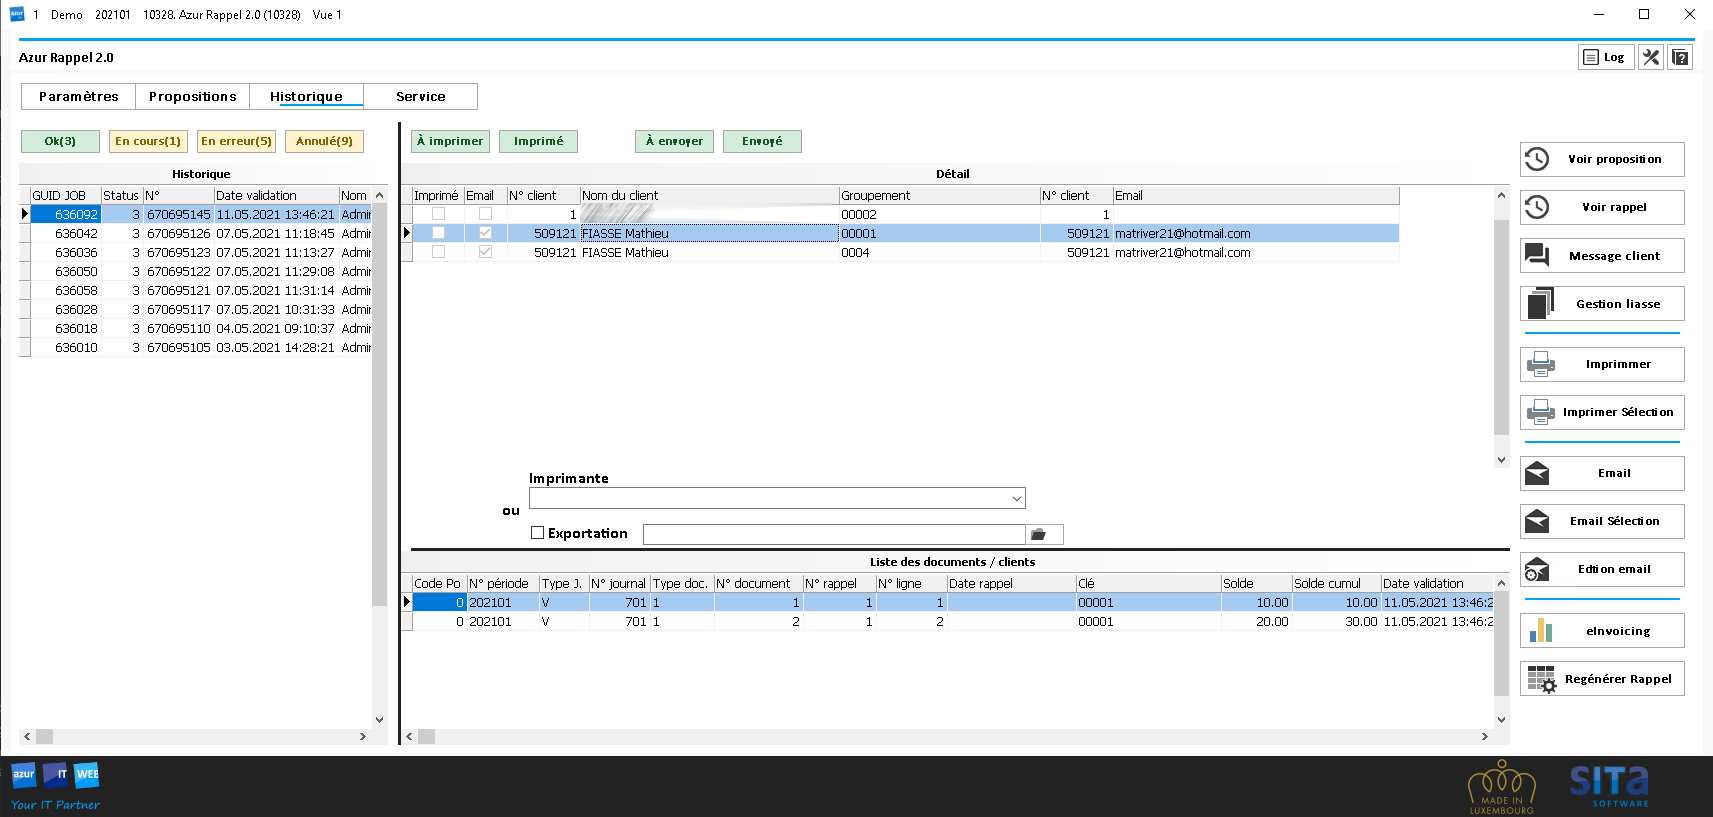 1 Demo 202101 10328. Azur Rappel 2.0 (10328) Vue 1
Azur Rappel 2.0
Log
Paramètres Propositions Historique Service
Ok(3) En cours(1) En erreur(5) Annulé(9) À imprimer Imprimé À envoyer Envoyé
Historique
GUID JOB Status N° Date validation Nom
636092 3 670695145 11.05.2021 13:46:21 Admir
636042 3 670695126 07.05.2021 11:18:45 Admir
636036 3 670695123 07.05.2021 11:13:27 Admir
636050 3 670695122 07.05.2021 11:29:08 Admir
636058 3 670695121 07.05.2021 11:31:14 Admir
636028 3 670695117 07.05.2021 10:31:33 Admir
636018 3 670695110 04.05.2021 09:10:37 Admir
636010 3 670695105 03.05.2021 14:28:21 Admir
Détail
Imprimé Email N° client Nom du client Groupement N° client Email
1 00002 1
509121 FIASSE Mathieu 00001 509121 matriver21@hotmail.com
509121 FIASSE Mathieu 0004 509121 matriver21@hotmail.com
Imprimante
ou
Exportation
Liste des documents / clients
Code Po N° période Type J. N° journal Type doc. N° document N° rappel N° ligne Date rappel Clé Solde Solde cumul Date validation
0 202101 V 701 1 1 1 1 00001 10.00 10.00 11.05.2021 13:46:2
0 202101 V 701 1 2 1 2 00001 20.00 30.00 11.05.2021 13:46:2
Voir proposition
Voir rappel
Message client
Gestion liasse
Imprimmer
Imprimer Sélection
Email
Email Sélection
Edtion email
eInvoicing
Regénérer Rappel
azur IT WEB
Your IT Partner
MADE IN
LUXEMBOURG
SITA
SOFTWARE